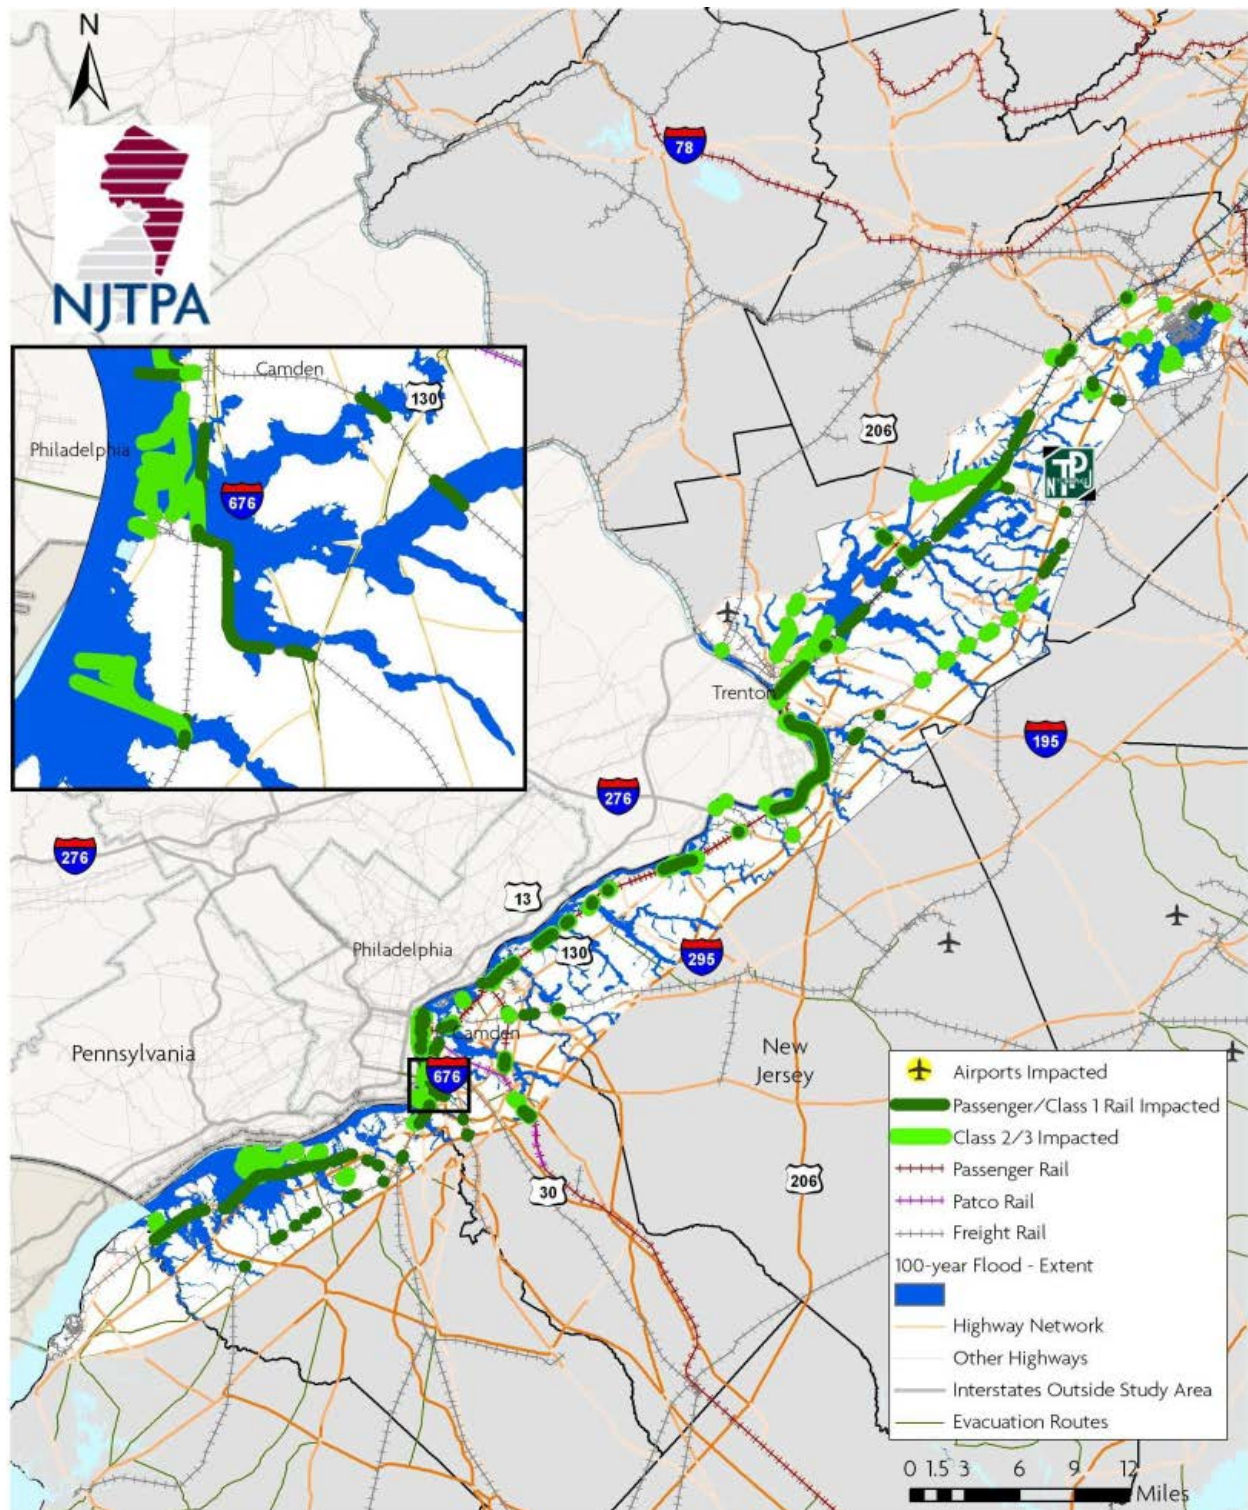 N
NJTPA
78
Camden
130
Philadelphia
676
206
Trenton
195
276
276
13
130
Philadelphia
295
Camden
Pennsylvania
676
New
Jersey
30
206
Airports Impacted
Passenger/Class 1 Rail Impacted
Class 2/3 Impacted
Passenger Rail
Patco Rail
Freight Rail
100-year Flood - Extent
Highway Network
Other Highways
Interstates Outside Study Area
Evacuation Routes
0 1.5 3 6 9 12
Miles